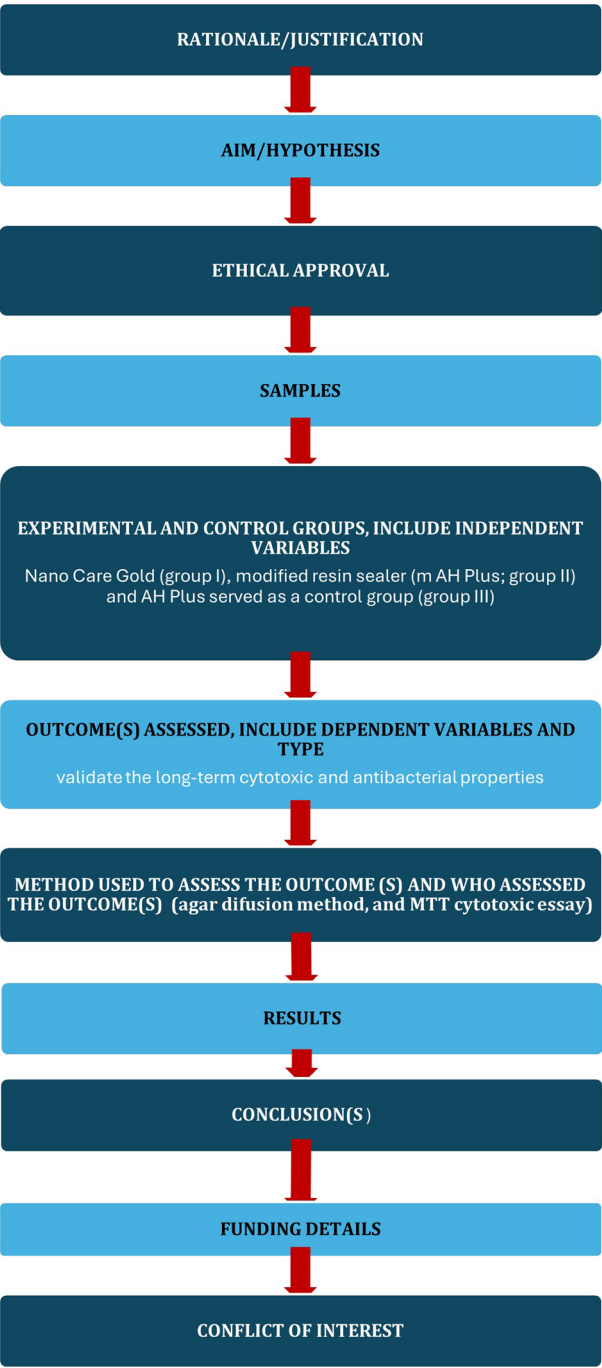 RATIONALE/JUSTIFICATION
AIM/HYPOTHESIS
ETHICAL APPROVAL
SAMPLES
EXPERIMENTAL AND CONTROL GROUPS, INCLUDE INDEPENDENT
VARIABLES
Nano Care Gold (group I), modified resin sealer (m AH Plus; group II)
and AH Plus served as a control group (group III)
OUTCOME(S) ASSESSED, INCLUDE DEPENDENT VARIABLES AND
TYPE
validate the long-term cytotoxic and antibacterial properties
METHOD USED TO ASSESS THE OUTCOME (S) AND WHO ASSESSED
THE OUTCOME(S) (agar difusion method, and MTT cytotoxic essay)
RESULTS
CONCLUSION(S )
FUNDING DETAILS
CONFLICT OF INTEREST